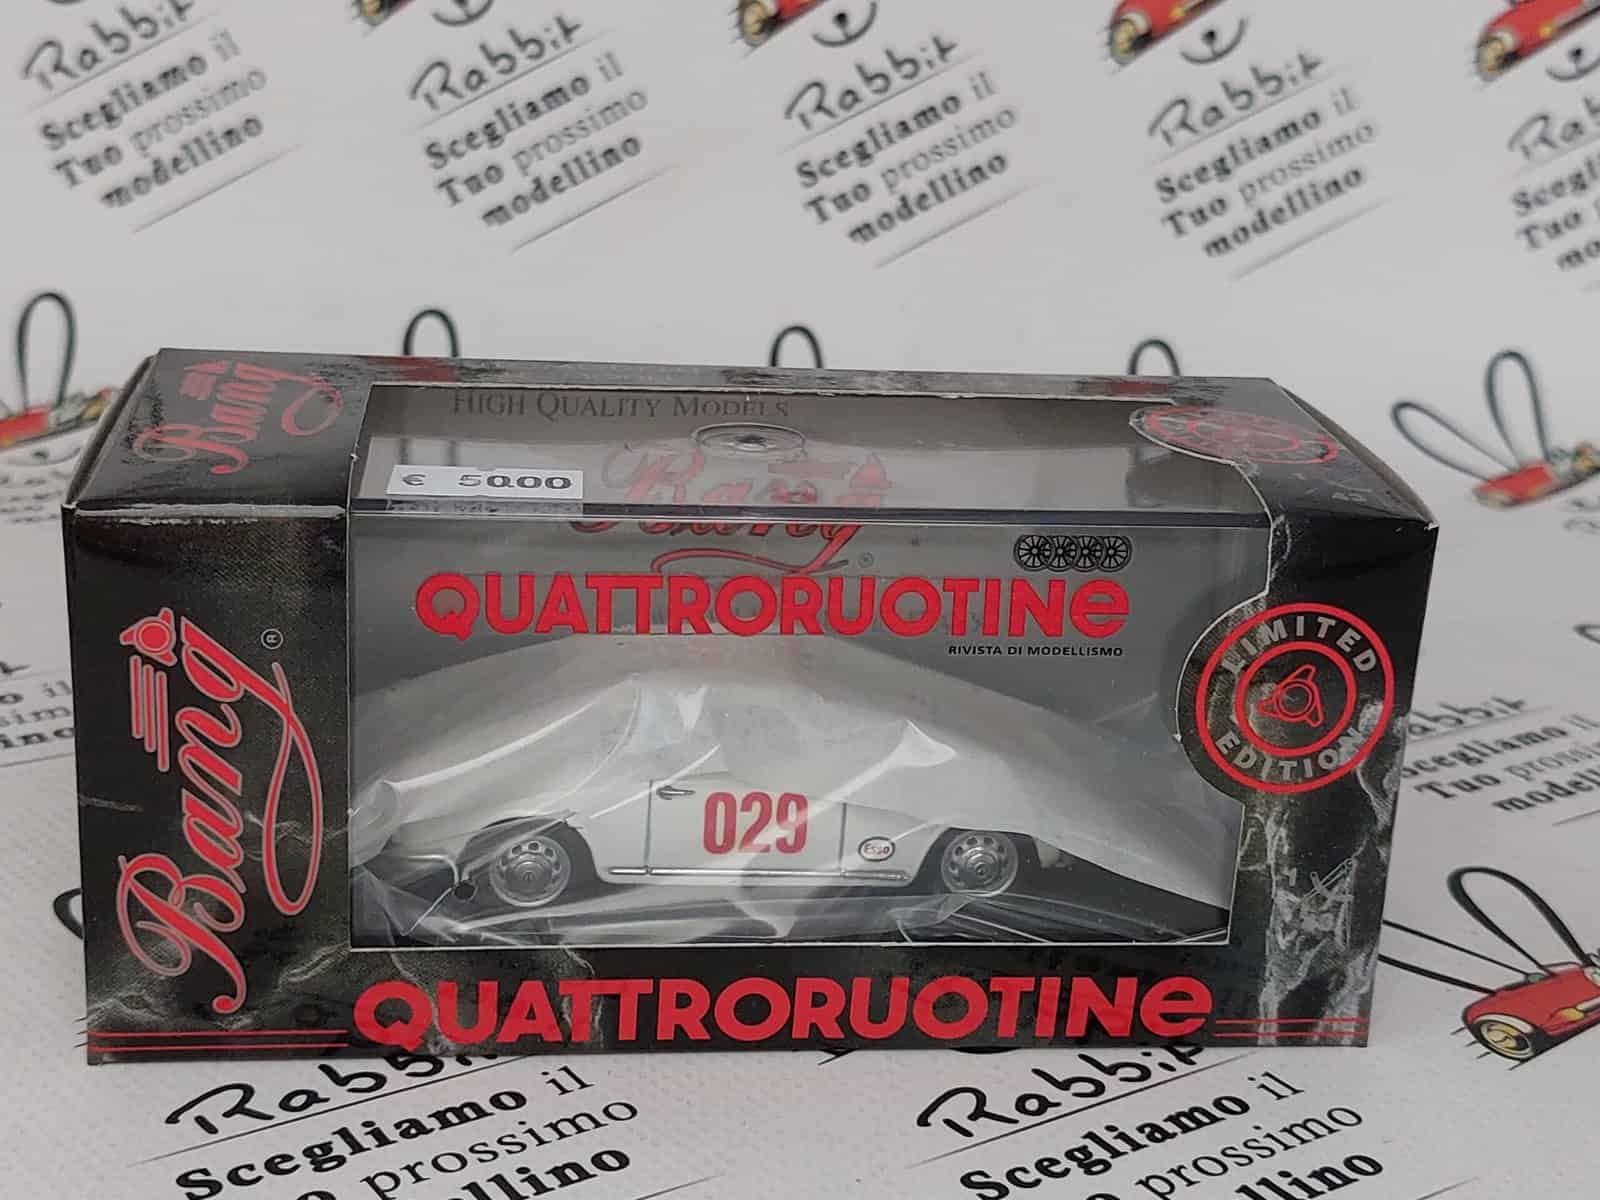 Rabbit
Scegliamo il
Tuo prossimo
modellino
Rabbit
Scegliamo il
Tuo prossimo
modellino
Rabbit
Scegliamo il
Tuo prossimo
modellino
Rabbit
Scegliamo il
Tuo prossimo
modellino
Bang
HIGH QUALITY MODELS
Bang ®
€ 50.00
QUATTRORUOTINE
RIVISTA DI MODELLISMO
LIMITED
EDITION
Bang ®
029
Esso
QUATTRORUOTINE
Rabbit
Scegliamo il
prossimo
Rabbit
Scegliamo il
Tuo prossimo
modellino